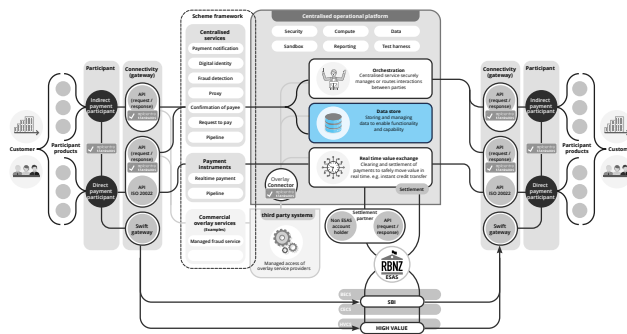 Scheme framework
Centralised operational platform
Centralised
services
Payment notification
Digital identity
Fraud detection
Proxy
Confirmation of payee
Request to pay
Pipeline
Payment
instruments
Realtime payment
Pipeline
Commercial
overlay services
(Examples)
Managed fraud service
Security
Compute
Data
Sandbox
Reporting
Test harness
Orchestration
Centralised service securely
manages or routes interactions
between parties
Data store
Storing and managing
data to enable functionality
and capability
Real time value exchange
Clearing and settlement of
payments to safely move value in
real time. e.g. instant credit transfer
Settlement
Overlay
Connector
third party systems
Managed access of
overlay service providers
Settlement
partner
Non ESAS
account
holder
API
(request /
response)
RBNZ
ESAS
SBI
HIGH VALUE
Participant
Connectivity
(gateway)
Indirect
payment
participant
API
(request /
response)
API
(request /
response)
Customer
Participant
products
Direct
payment
participant
API
ISO 20022
Swift
gateway
Connectivity
(gateway)
Participant
API
(request /
response)
Indirect
payment
participant
API
(request /
response)
Participant
products
API
ISO 20022
Direct
payment
participant
Swift
gateway